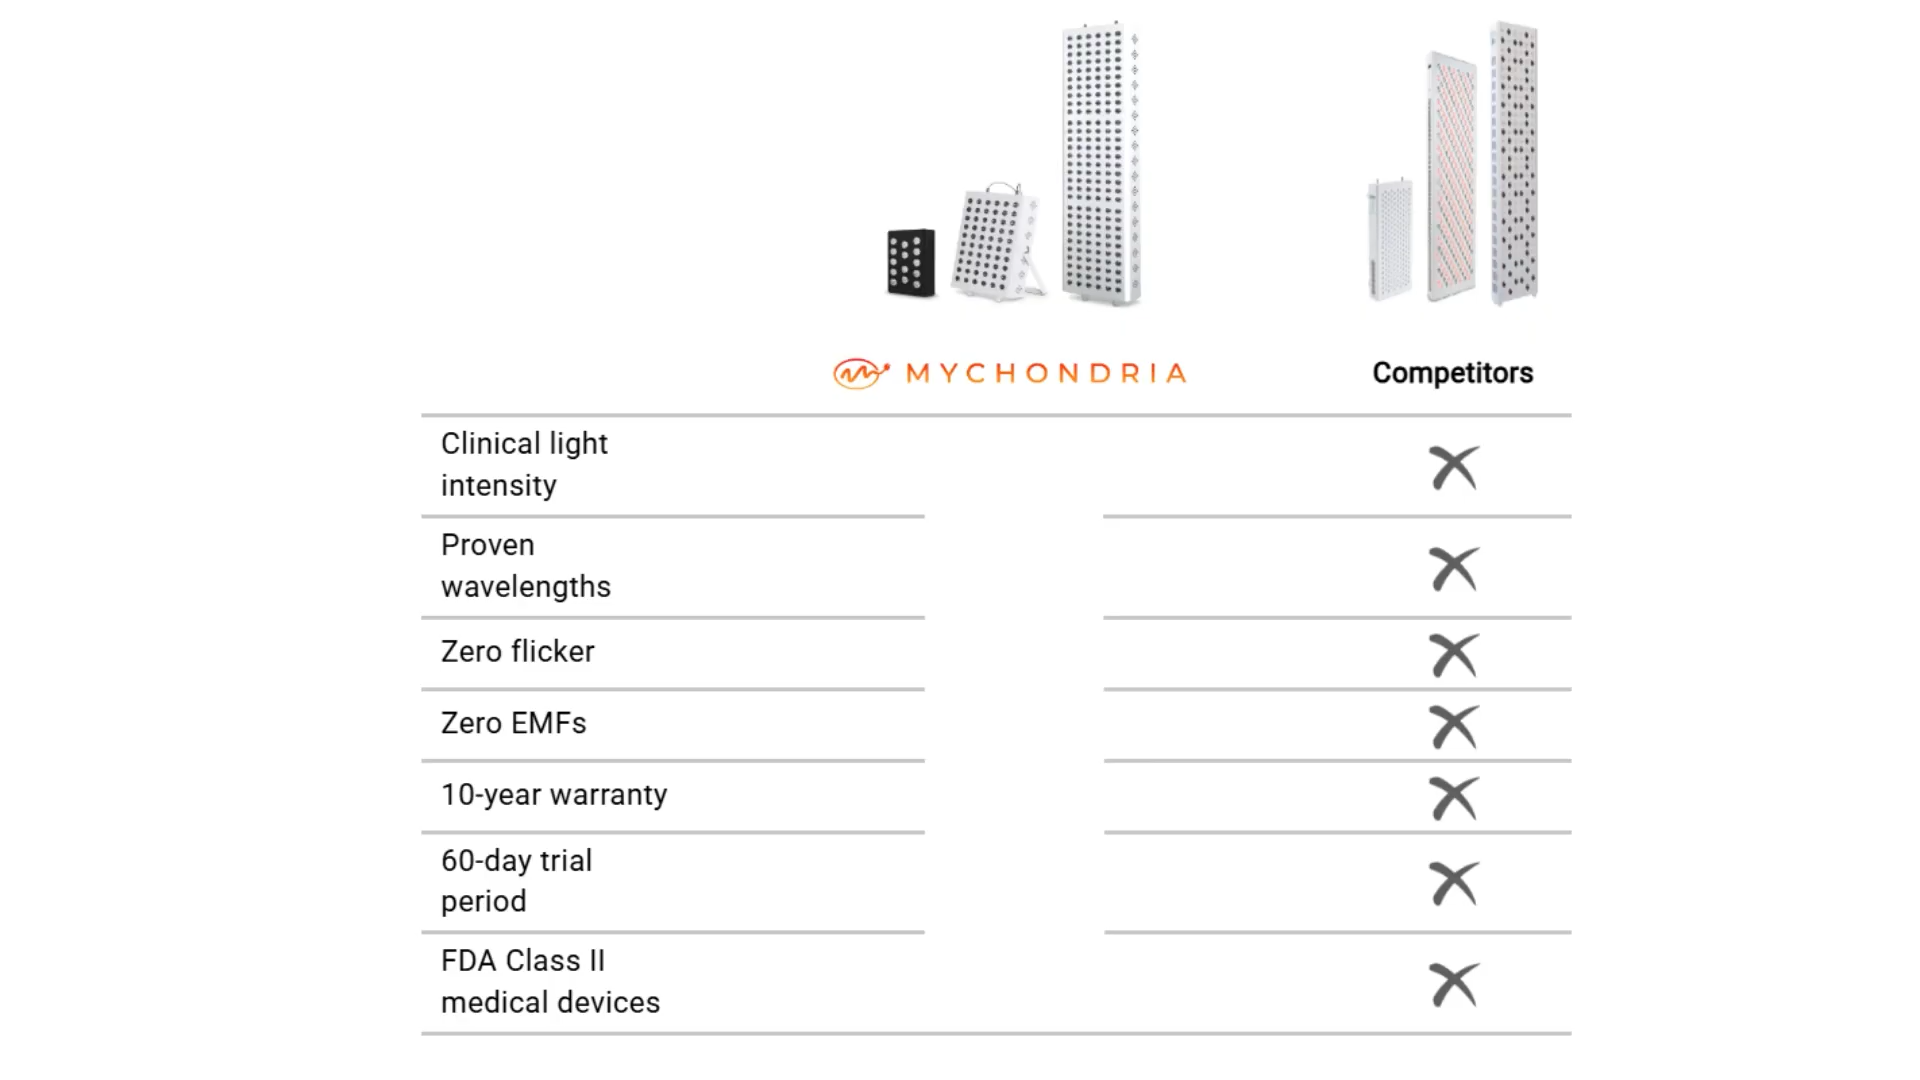 MYCHONDRIA
Competitors
Clinical light
intensity
Proven
wavelengths
Zero flicker
Zero EMFs
10-year warranty
60-day trial
period
FDA Class II
medical devices